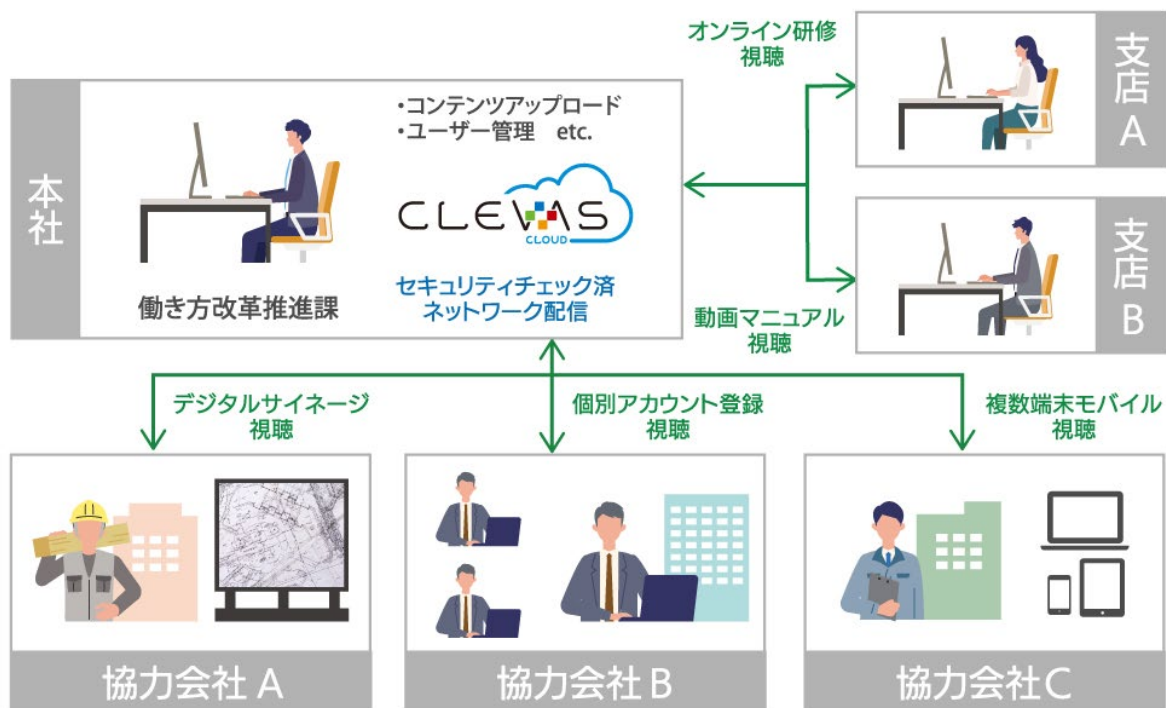 オンライン研修
視聴
支店A
・コンテンツアップロード
・ユーザー管理　etc.
本社
CLEVAS
CLOUD
働き方改革推進課
セキュリティチェック済
ネットワーク配信
動画マニュアル
視聴
支店B
デジタルサイネージ
視聴
個別アカウント登録
視聴
複数端末モバイル
視聴
協力会社 A
協力会社 B
協力会社 C